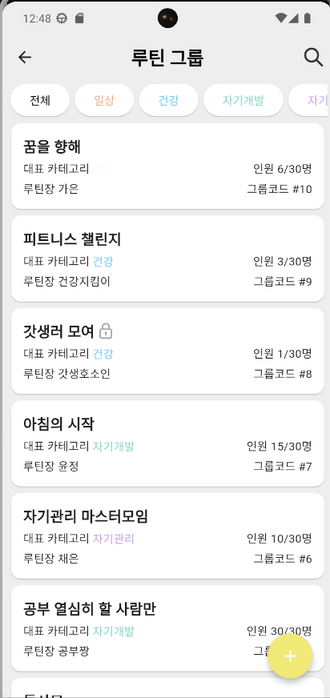 12:48
루틴 그룹
전체 일상 건강 자기개발 자기
꿈을 향해
대표 카테고리 인원 6/30명
루틴장 가은 그룹코드 #10
피트니스 챌린지
대표 카테고리 건강 인원 3/30명
루틴장 건강지킴이 그룹코드 #9
갓생러 모여
대표 카테고리 건강 인원 1/30명
루틴장 갓생호소인 그룹코드 #8
아침의 시작
대표 카테고리 자기개발 인원 15/30명
루틴장 윤정 그룹코드 #7
자기관리 마스터모임
대표 카테고리 자기관리 인원 10/30명
루틴장 채은 그룹코드 #6
공부 열심히 할 사람만
대표 카테고리 자기개발 인원 30/30명
루틴장 공부짱